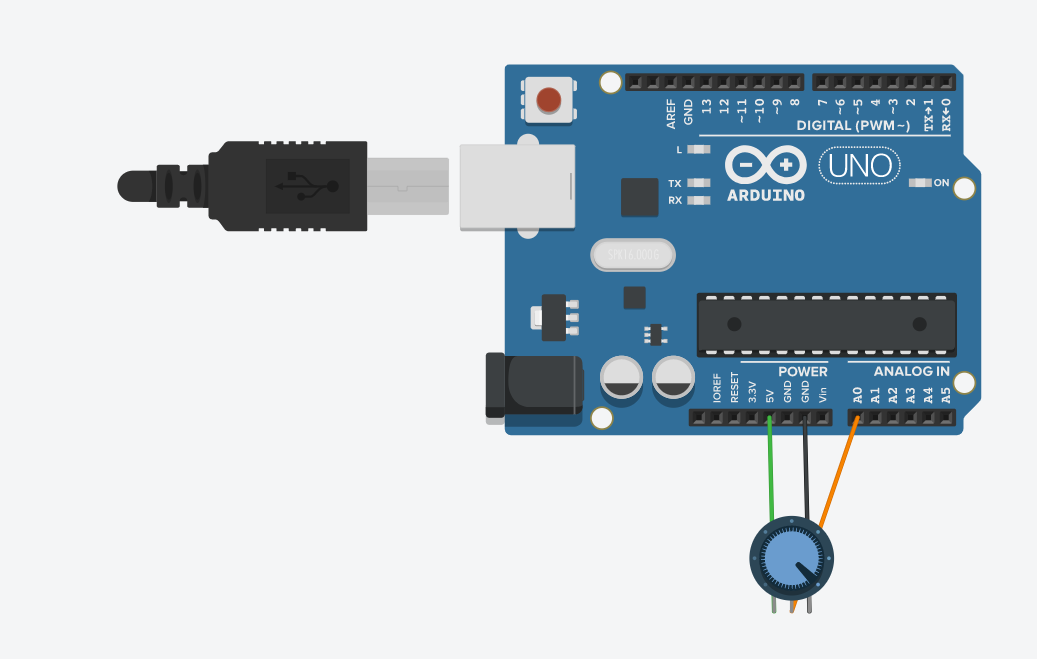 AREF
GND
13
12
~11
~10
~9
8
7
~6
~5
4
~3
2
TX→1
RX←0
DIGITAL (PWM~)
L
TX
RX
UNO
ON
ARDUINO
POWER
ANALOG IN
IOREF
RESET
3.3V
5V
GND
GND
Vin
A0
A1
A2
A3
A4
A5